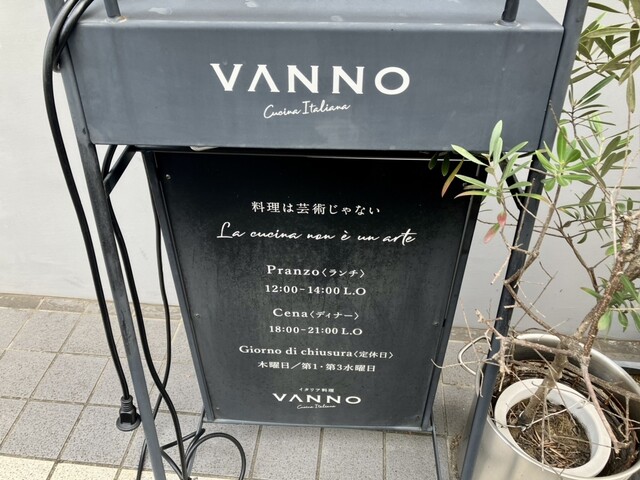 VANNO
Cucina Italiana
料理は芸術じゃない
La cucina non è un arte
Pranzo〈ランチ〉
12:00-14:00 L.O
Cena〈ディナー〉
18:00-21:00 L.O
Giorno di chiusura〈定休日〉
木曜日／第1・第3水曜日
イタリア料理
VANNO
Cucina Italiana